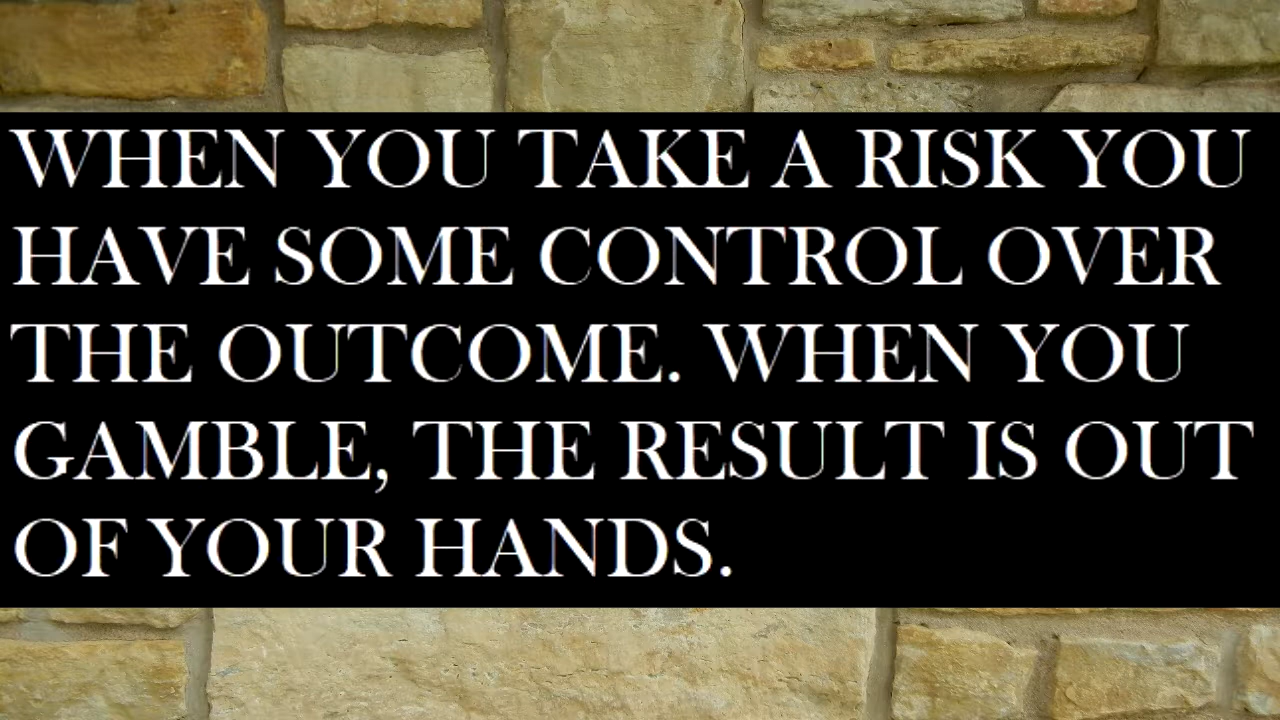 WHEN YOU TAKE A RISK YOU
HAVE SOME CONTROL OVER
THE OUTCOME. WHEN YOU
GAMBLE, THE RESULT IS OUT
OF YOUR HANDS.